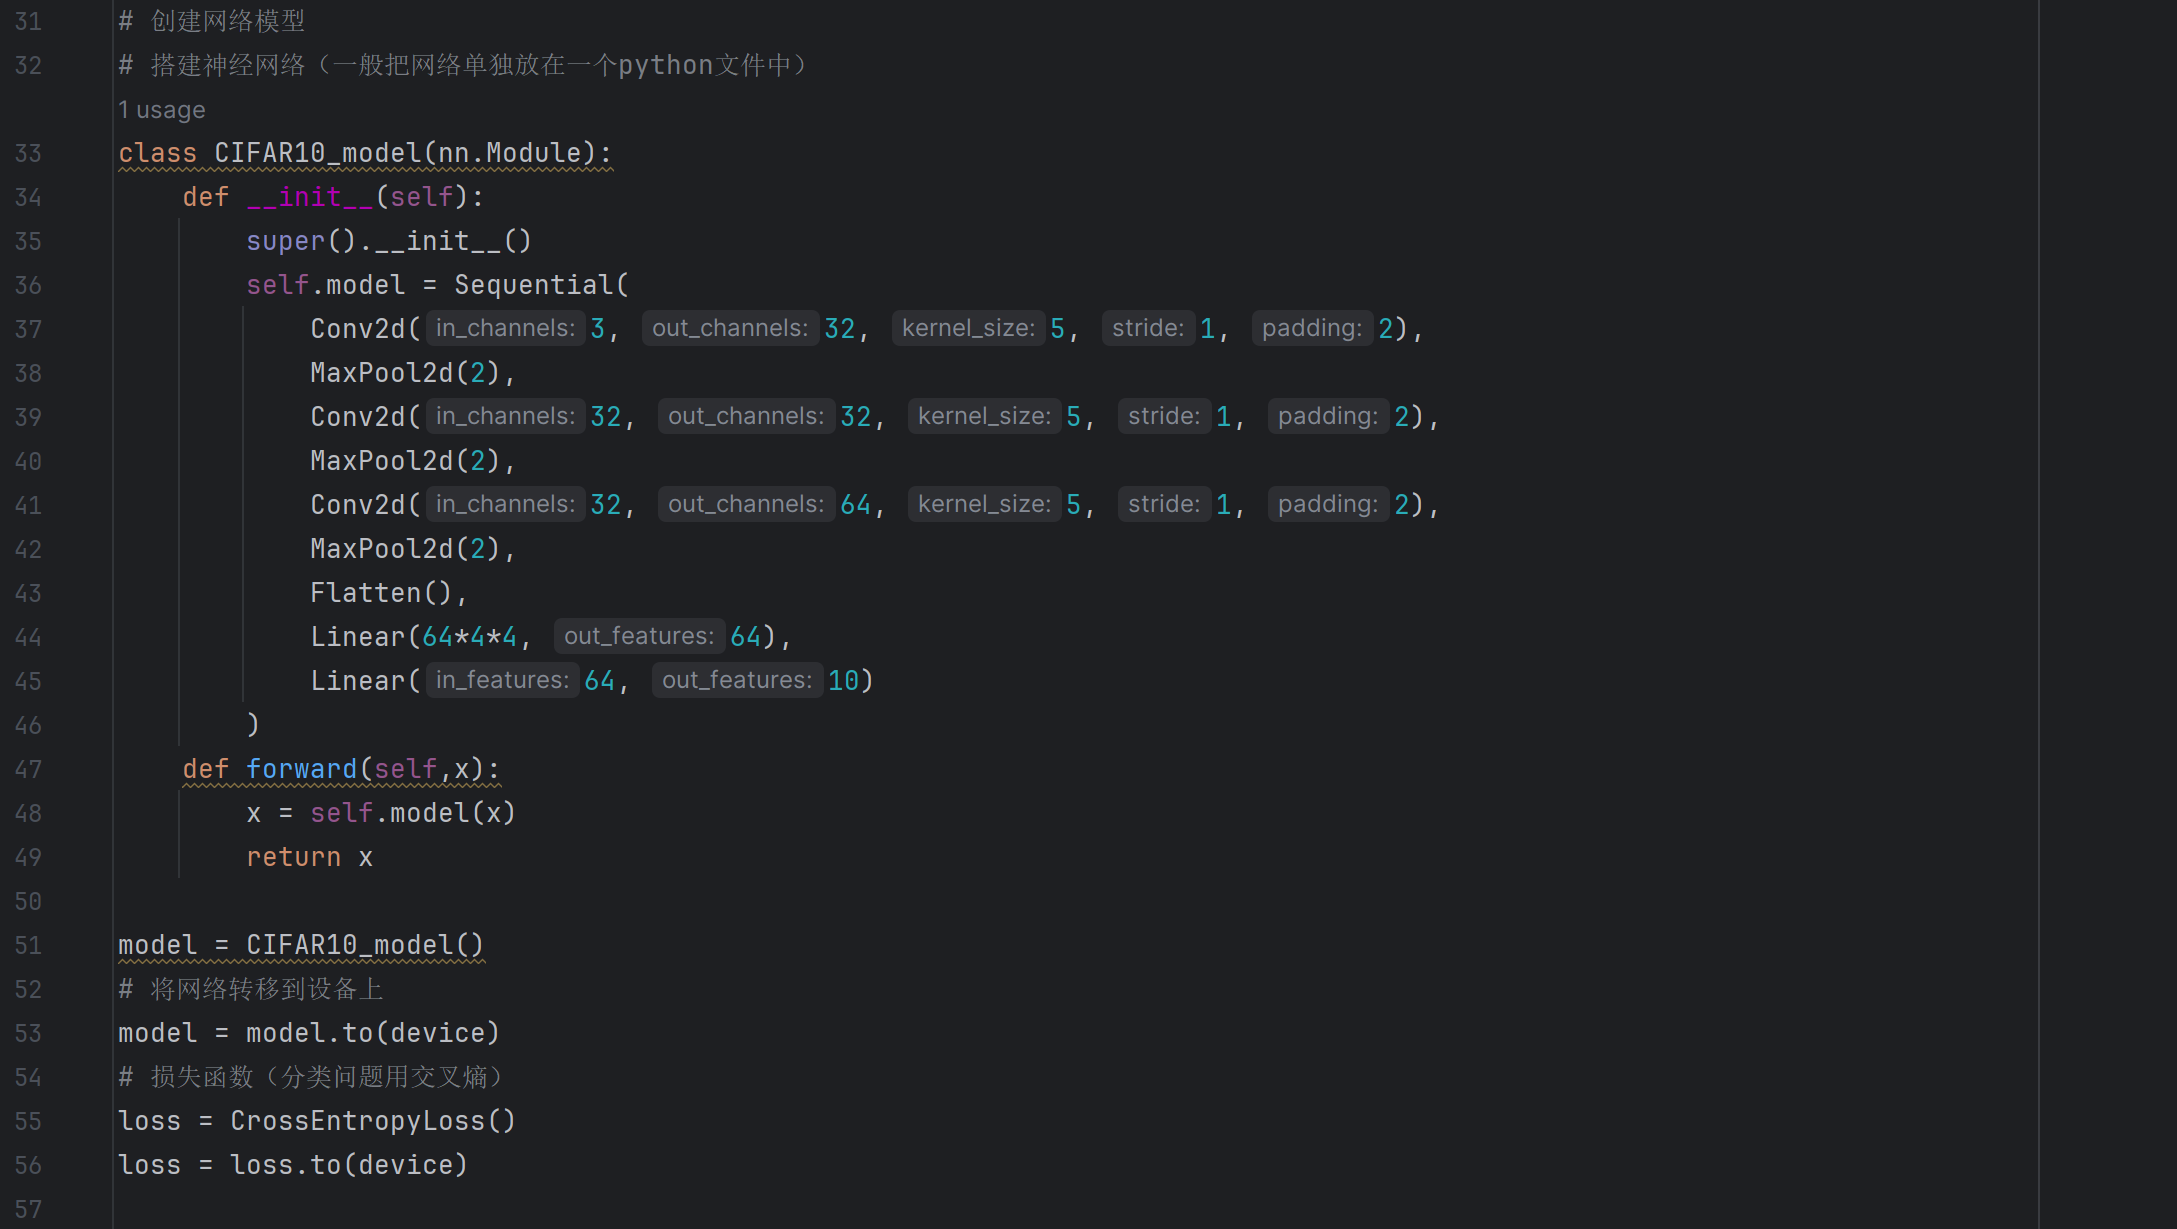 31 # 创建网络模型
32 # 搭建神经网络（一般把网络单独放在一个python文件中）
1 usage
33 class CIFAR10_model(nn.Module):
34 def __init__(self):
35 super().__init__()
36 self.model = Sequential(
37 Conv2d( in_channels: 3, out_channels: 32, kernel_size: 5, stride: 1, padding: 2),
38 MaxPool2d(2),
39 Conv2d( in_channels: 32, out_channels: 32, kernel_size: 5, stride: 1, padding: 2),
40 MaxPool2d(2),
41 Conv2d( in_channels: 32, out_channels: 64, kernel_size: 5, stride: 1, padding: 2),
42 MaxPool2d(2),
43 Flatten(),
44 Linear(64*4*4, out_features: 64),
45 Linear( in_features: 64, out_features: 10)
46 )
47 def forward(self,x):
48 x = self.model(x)
49 return x
50
51 model = CIFAR10_model()
52 # 将网络转移到设备上
53 model = model.to(device)
54 # 损失函数（分类问题用交叉熵）
55 loss = CrossEntropyLoss()
56 loss = loss.to(device)
57